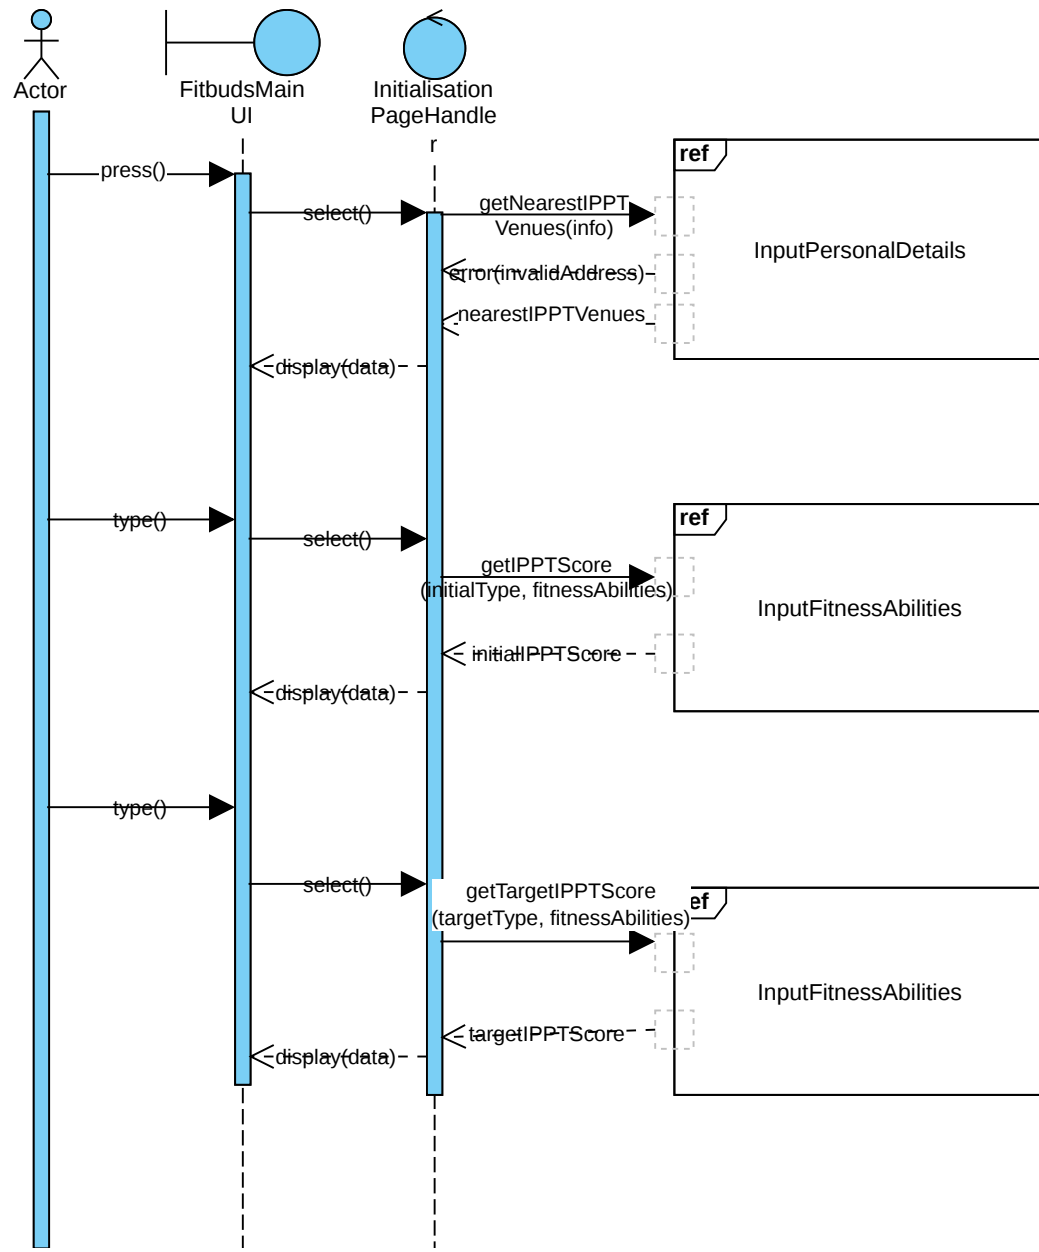 Actor
FitbudsMain
UI
Initialisation
PageHandle
r
press()
select()
getNearestIPPT
Venues(info)
error(invalidAddress)
nearestIPPTVenues
display(data)
ref
InputPersonalDetails
type()
select()
getIPPTScore
(initialType, fitnessAbilities)
initialIPPTScore
display(data)
ref
InputFitnessAbilities
type()
select()
getTargetIPPTScore
(targetType, fitnessAbilities)
targetIPPTScore
display(data)
ef
InputFitnessAbilities